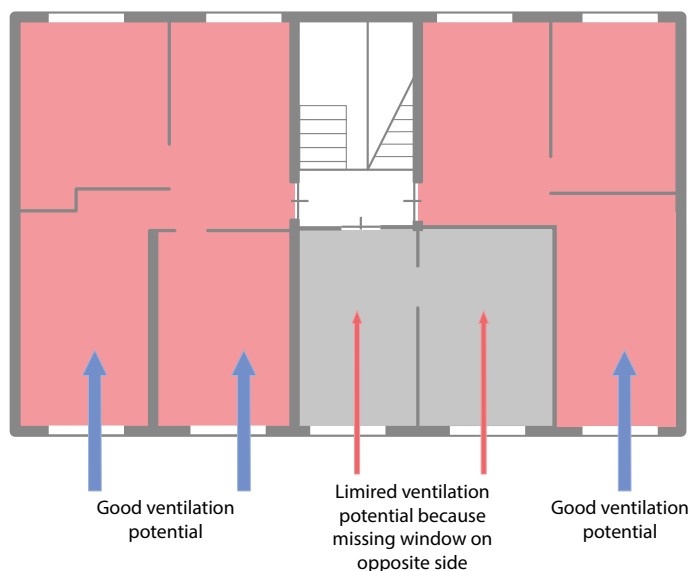 Good ventilation
potential
Limired ventilation
potential because
missing window on
opposite side
Good ventilation
potential